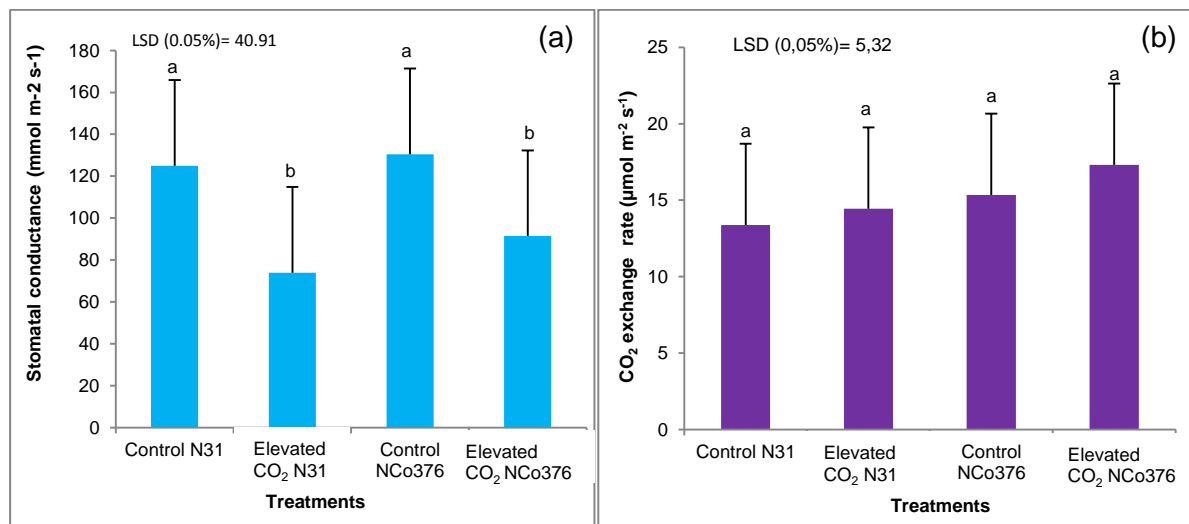 (a)
LSD (0.05%)= 40.91
Stomatal conductance (mmol m-2 s-1)
180
160
140
120
100
80
60
40
20
0
a
b
a
b
Control N31
Elevated
CO₂ N31
Control
NCo376
Elevated
CO₂ NCo376
Treatments
(b)
LSD (0,05%)= 5,32
CO₂ exchange rate (µmol m⁻² s⁻¹)
25
20
15
10
5
0
a
a
a
a
Control N31
Elevated
CO₂ N31
Control
NCo376
Elevated
CO₂ NCo376
Treatments